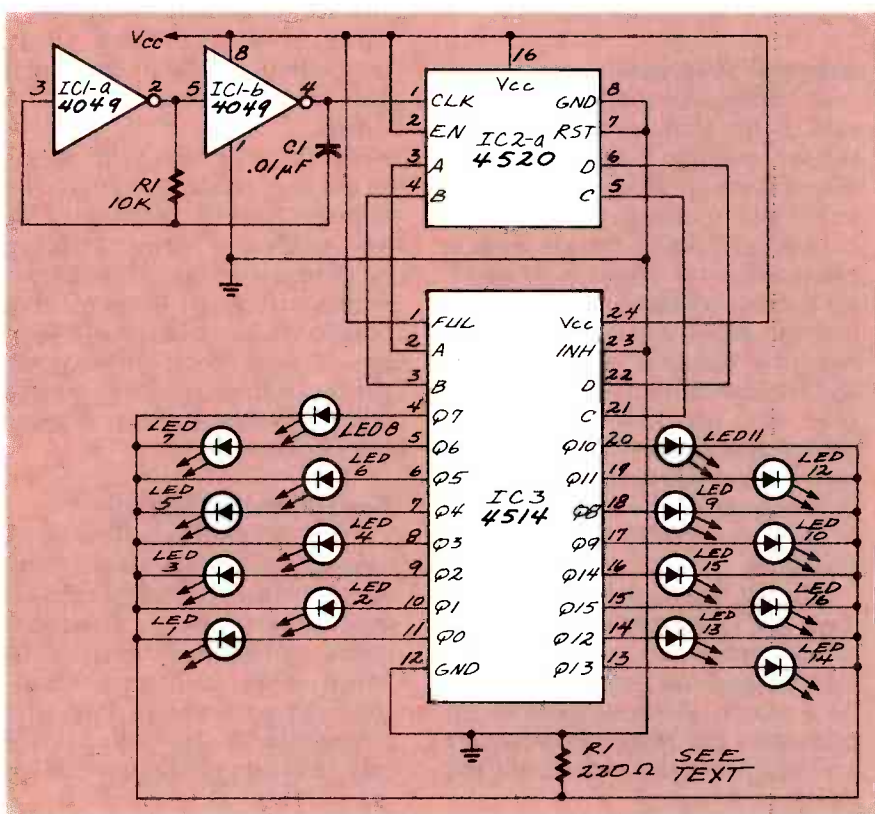 Vcc
16
8
3
IC1-a
4049
2
5
IC1-b
4049
4
1
R1
10K
C1
.01µF
Vcc
1
CLK
GND
8
2
EN
RST
7
IC2-a
4520
3
A
D
6
4
B
C
5
1
FUL
Vcc
24
2
A
INH
23
3
B
D
22
4
Q7
C
21
5
Q6
Q10
20
6
Q5
Q11
19
7
Q4
Q8
18
8
Q3
Q9
17
9
Q2
Q14
16
10
Q1
Q15
15
11
Q0
Q12
14
12
GND
Q13
13
IC3
4514
LED
7
LED8
LED
6
LED
5
LED
4
LED
3
LED
2
LED
1
LED11
LED
12
LED
9
LED
10
LED
15
LED
16
LED
13
LED
14
R1
220Ω
SEE
TEXT